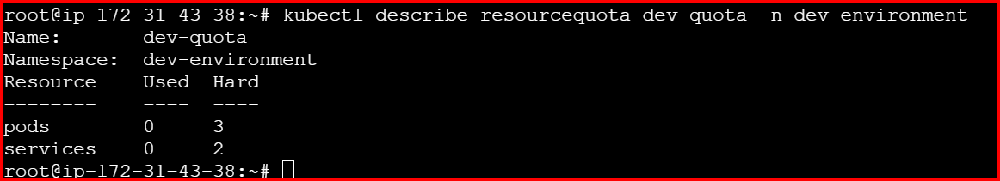 root@ip-172-31-43-38:~# kubectl describe resourcequota dev-quota -n dev-environment
Name:       dev-quota
Namespace:  dev-environment
Resource    Used  Hard
--------    ----  ----
pods        0     3
services    0     2
root@ip-172-31-43-38:~#